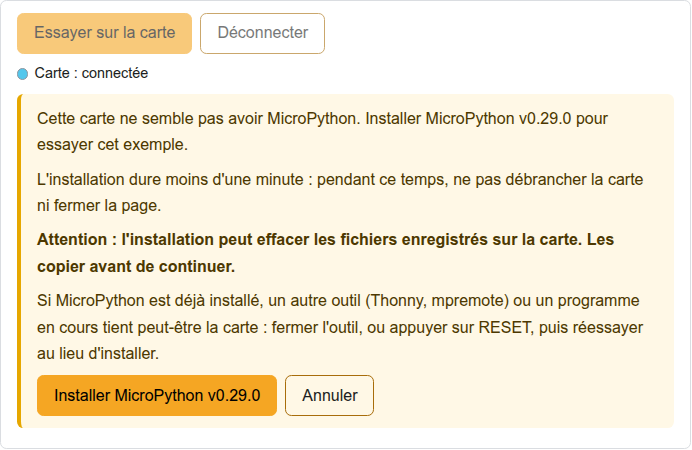 Essayer sur la carte
Déconnecter
Carte : connectée
Cette carte ne semble pas avoir MicroPython. Installer MicroPython v0.29.0 pour
essayer cet exemple.
L'installation dure moins d'une minute : pendant ce temps, ne pas débrancher la carte
ni fermer la page.
Attention : l'installation peut effacer les fichiers enregistrés sur la carte. Les
copier avant de continuer.
Si MicroPython est déjà installé, un autre outil (Thonny, mpremote) ou un programme
en cours tient peut-être la carte : fermer l'outil, ou appuyer sur RESET, puis réessayer
au lieu d'installer.
Installer MicroPython v0.29.0
Annuler